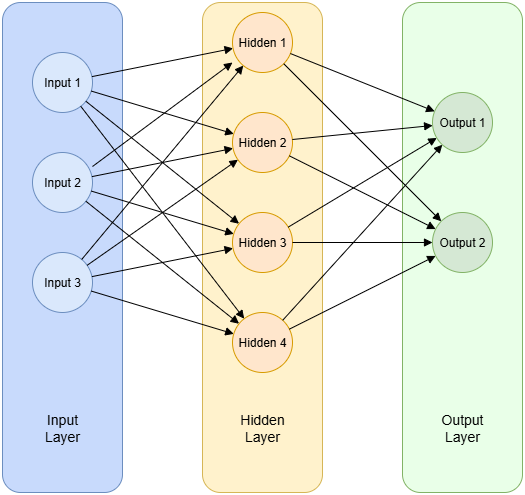 Input 1
Input 2
Input 3
Input
Layer
Hidden 1
Hidden 2
Hidden 3
Hidden 4
Hidden
Layer
Output 1
Output 2
Output
Layer